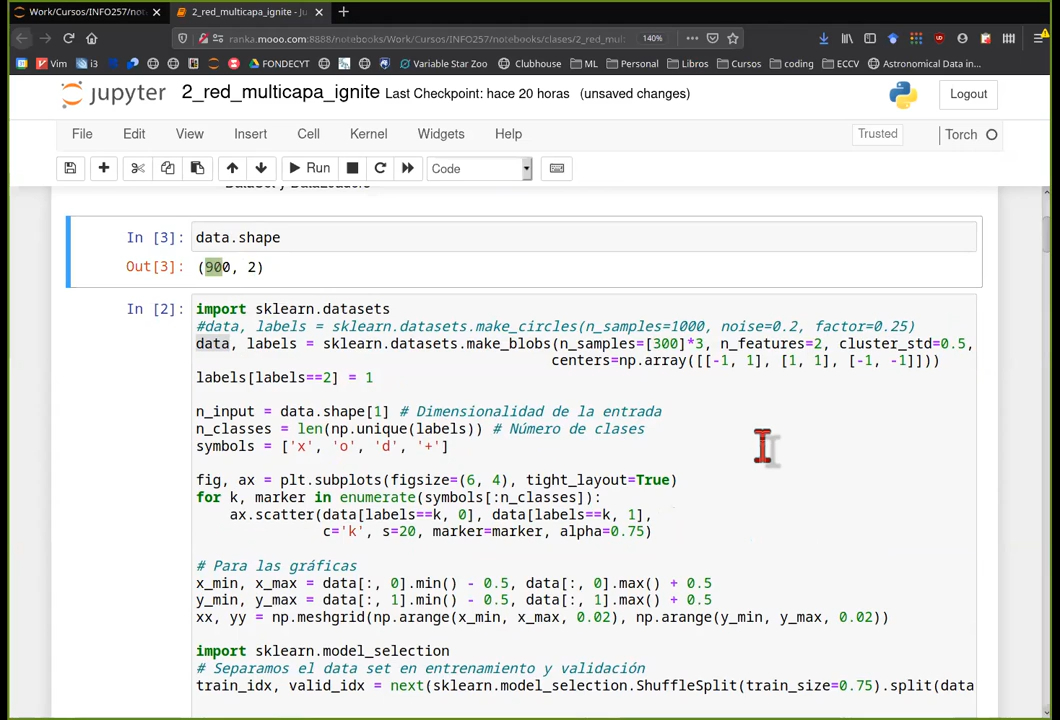 Work/Cursos/INFO257/not
2_red_multicapa_ignite - Ju
ranka.mooo.com:8888/notebooks/Work/Cursos/INFO257/notebooks/clases/2_red_mul
140%
Vim
i3
FONDECYT
Variable Star Zoo
Clubhouse
ML
Personal
Libros
Cursos
coding
ECCV
Astronomical Data in...
jupyter
2_red_multicapa_ignite Last Checkpoint: hace 20 horas (unsaved changes)
Logout
File Edit View Insert Cell Kernel Widgets Help
Trusted
Torch
Run
Code
DataSet y DataLoaders
In [3]: data.shape
Out[3]: (900, 2)
In [2]: import sklearn.datasets
#data, labels = sklearn.datasets.make_circles(n_samples=1000, noise=0.2, factor=0.25)
data, labels = sklearn.datasets.make_blobs(n_samples=[300]*3, n_features=2, cluster_std=0.5,
centers=np.array([[-1, 1], [1, 1], [-1, -1]]))
labels[labels==2] = 1
n_input = data.shape[1] # Dimensionalidad de la entrada
n_classes = len(np.unique(labels)) # Número de clases
symbols = ['x', 'o', 'd', '+']
fig, ax = plt.subplots(figsize=(6, 4), tight_layout=True)
for k, marker in enumerate(symbols[:n_classes]):
ax.scatter(data[labels==k, 0], data[labels==k, 1],
c='k', s=20, marker=marker, alpha=0.75)
# Para las gráficas
x_min, x_max = data[:, 0].min() - 0.5, data[:, 0].max() + 0.5
y_min, y_max = data[:, 1].min() - 0.5, data[:, 1].max() + 0.5
xx, yy = np.meshgrid(np.arange(x_min, x_max, 0.02), np.arange(y_min, y_max, 0.02))
import sklearn.model_selection
# Separamos el data set en entrenamiento y validación
train_idx, valid_idx = next(sklearn.model_selection.ShuffleSplit(train_size=0.75).split(data